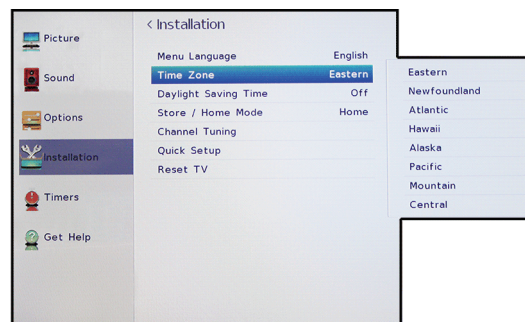 Picture
Sound
Options
Installation
Timers
Get Help
< Installation
Menu Language English
Time Zone Eastern
Daylight Saving Time Off
Store / Home Mode Home
Channel Tuning
Quick Setup
Reset TV
Eastern
Newfoundland
Atlantic
Hawaii
Alaska
Pacific
Mountain
Central